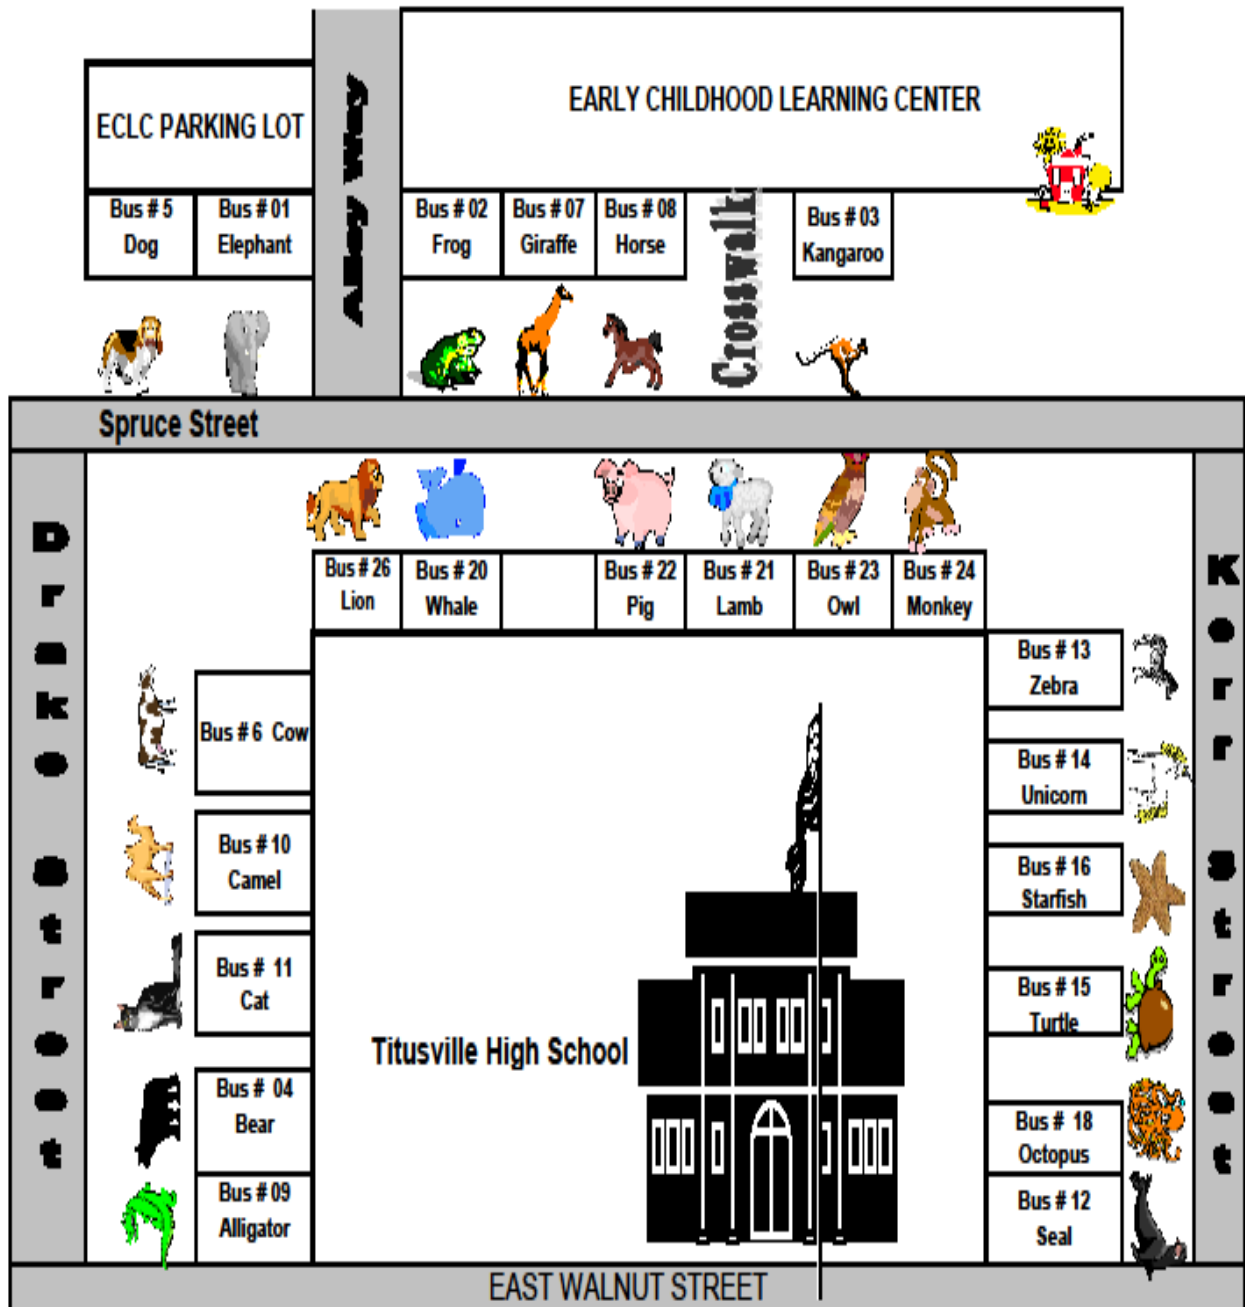 EARLY CHILDHOOD LEARNING CENTER
ECLC PARKING LOT
Alley Way
Bus # 5
Dog
Bus # 01
Elephant
Bus # 02
Frog
Bus # 07
Giraffe
Bus # 08
Horse
Crosswalk
Bus # 03
Kangaroo
Spruce Street
Drake Street
Kerr Street
Bus # 26
Lion
Bus # 20
Whale
Bus # 22
Pig
Bus # 21
Lamb
Bus # 23
Owl
Bus # 24
Monkey
Bus # 6 Cow
Bus # 10
Camel
Bus # 11
Cat
Bus # 04
Bear
Bus # 09
Alligator
Bus # 13
Zebra
Bus # 14
Unicorn
Bus # 16
Starfish
Bus # 15
Turtle
Bus # 18
Octopus
Bus # 12
Seal
Titusville High School
EAST WALNUT STREET